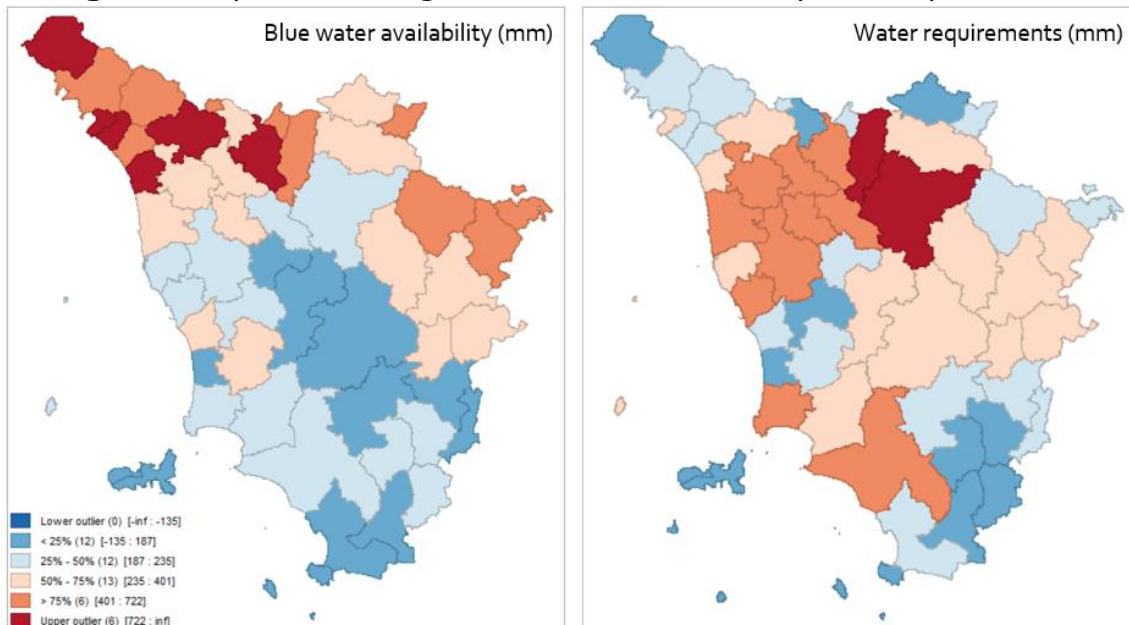 Blue water availability (mm)
Water requirements (mm)
Lower outlier (0) [-inf : -135]
< 25% (12) [-135 : 187]
25% - 50% (12) [187 : 235]
50% - 75% (13) [235 : 401]
> 75% (6) [401 : 722]
Upper outlier (6) [722 : inf]